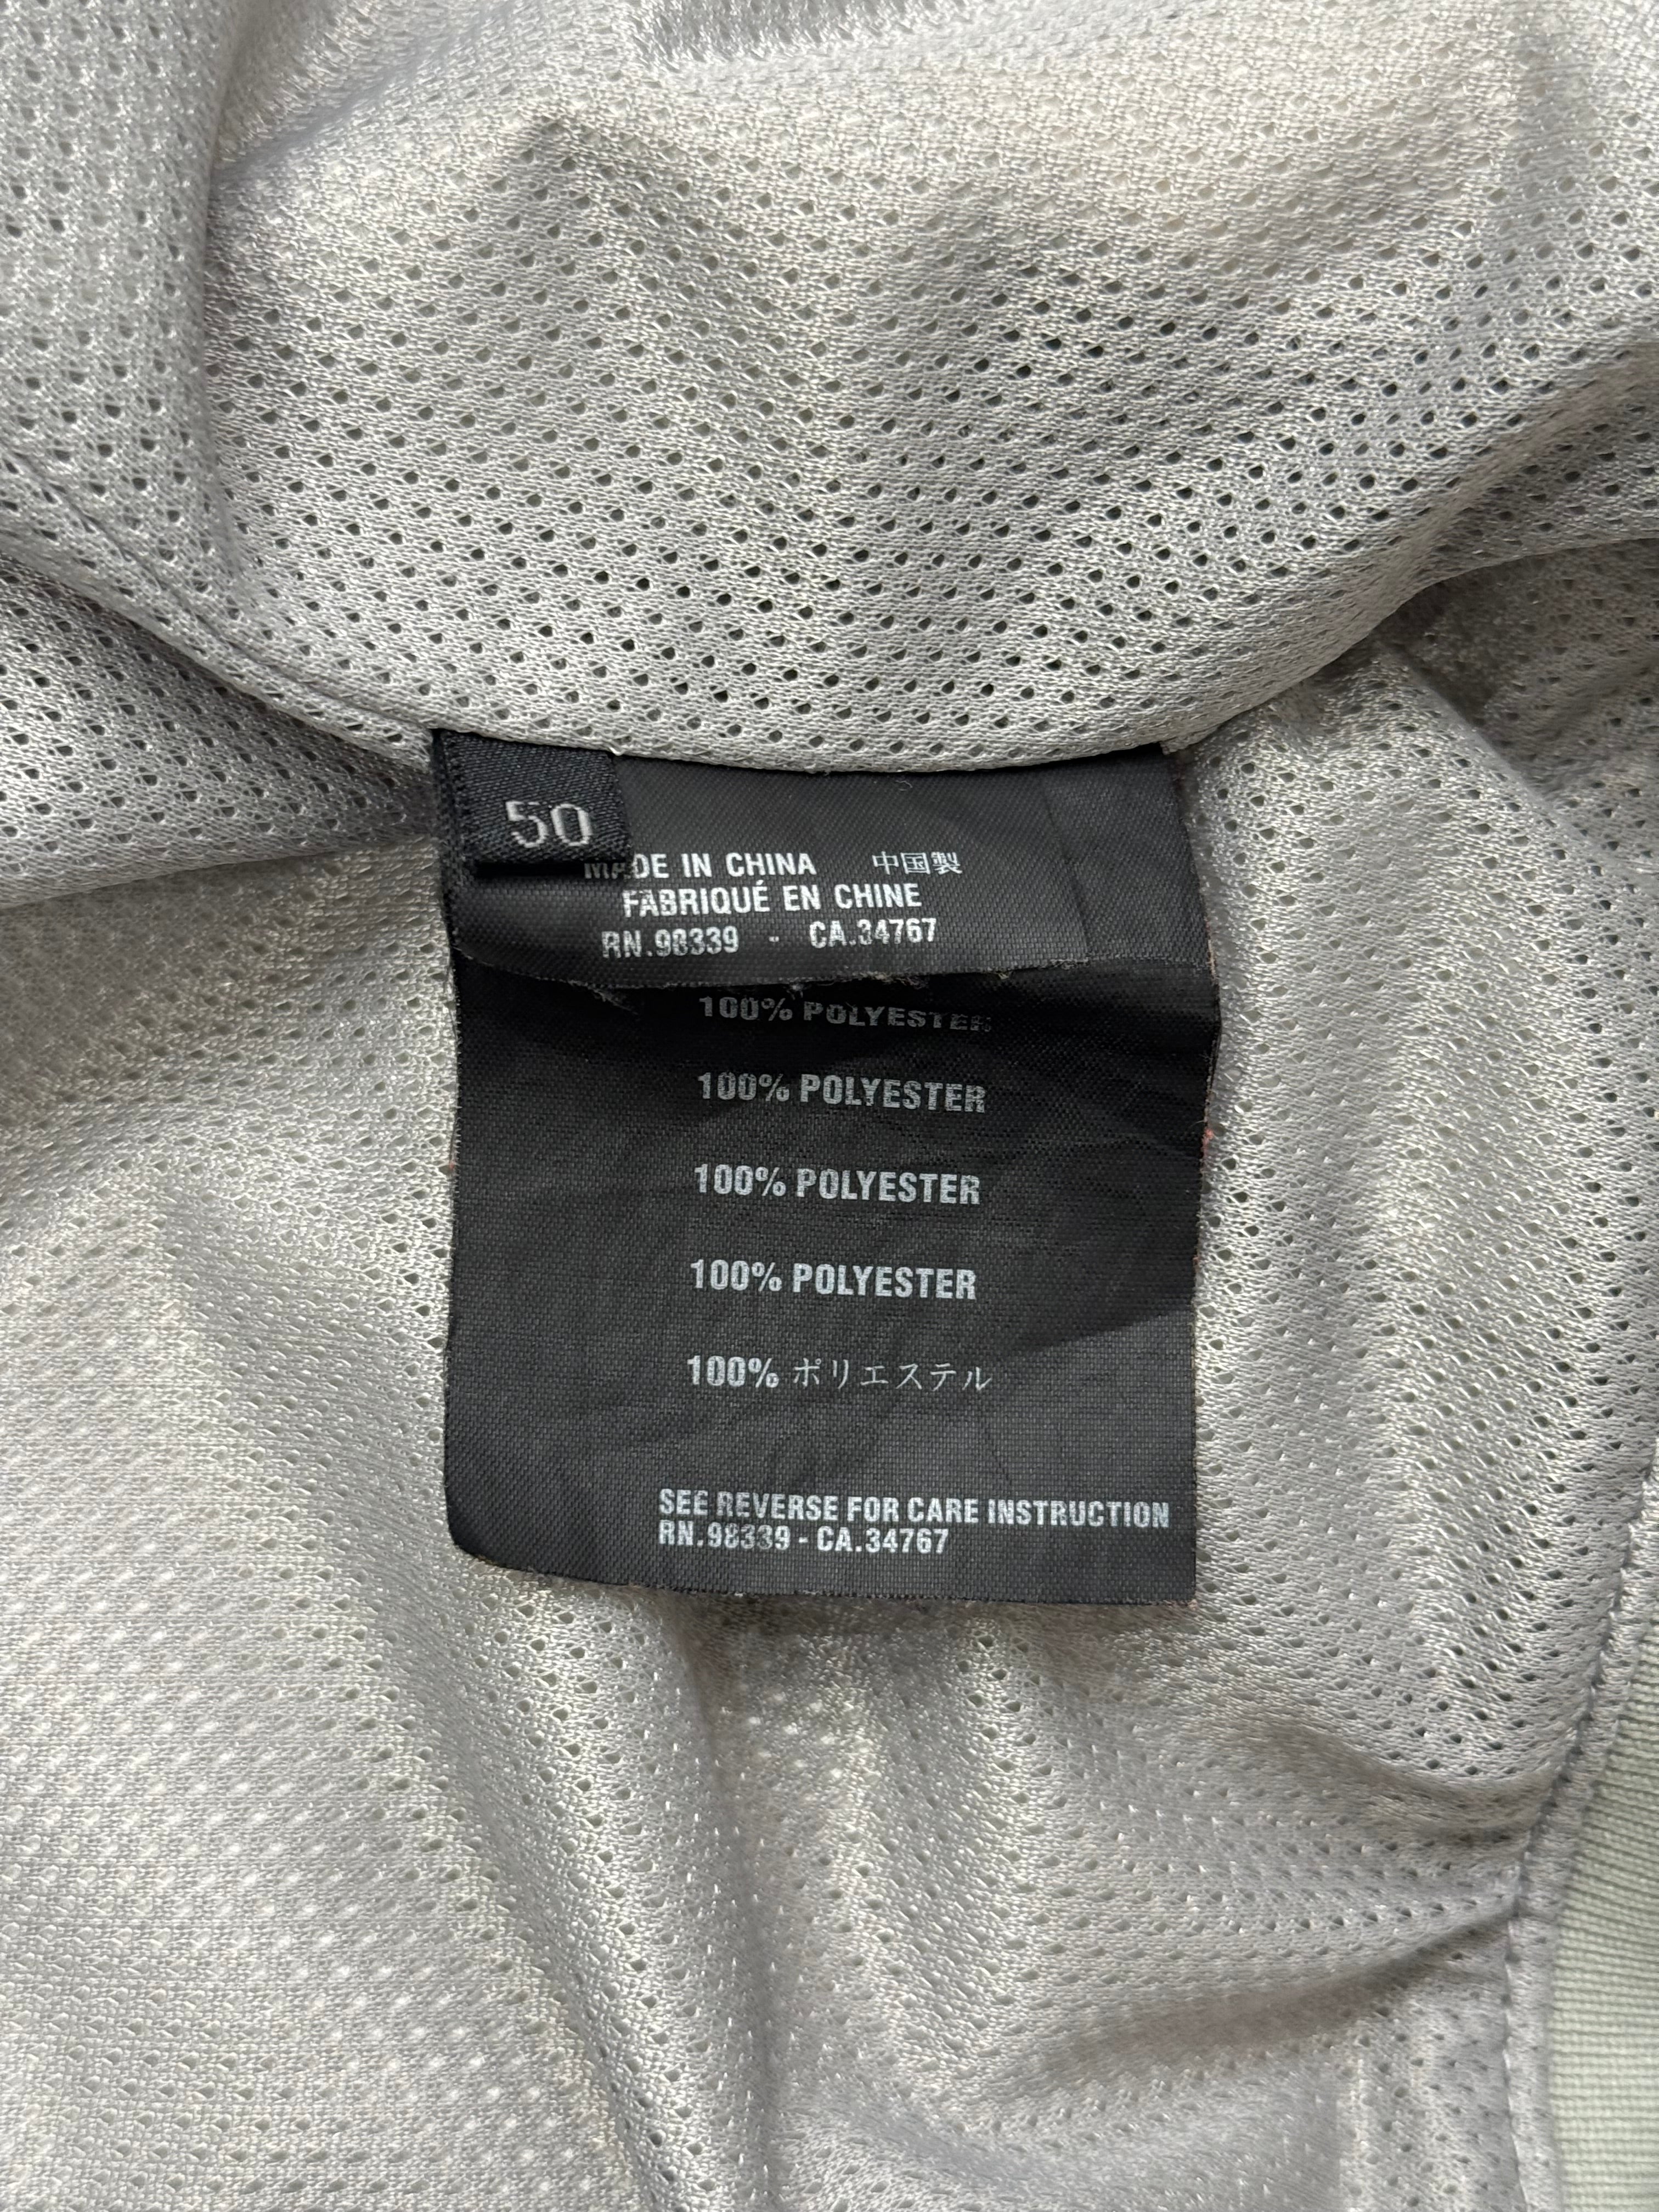 50
MADE IN CHINA 中国製
FABRIQUÉ EN CHINE
RN.98339 - CA.34767
100% POLYESTER
100% POLYESTER
100% POLYESTER
100% POLYESTER
100% ポリエステル
SEE REVERSE FOR CARE INSTRUCTION
RN.98339 - CA.34767